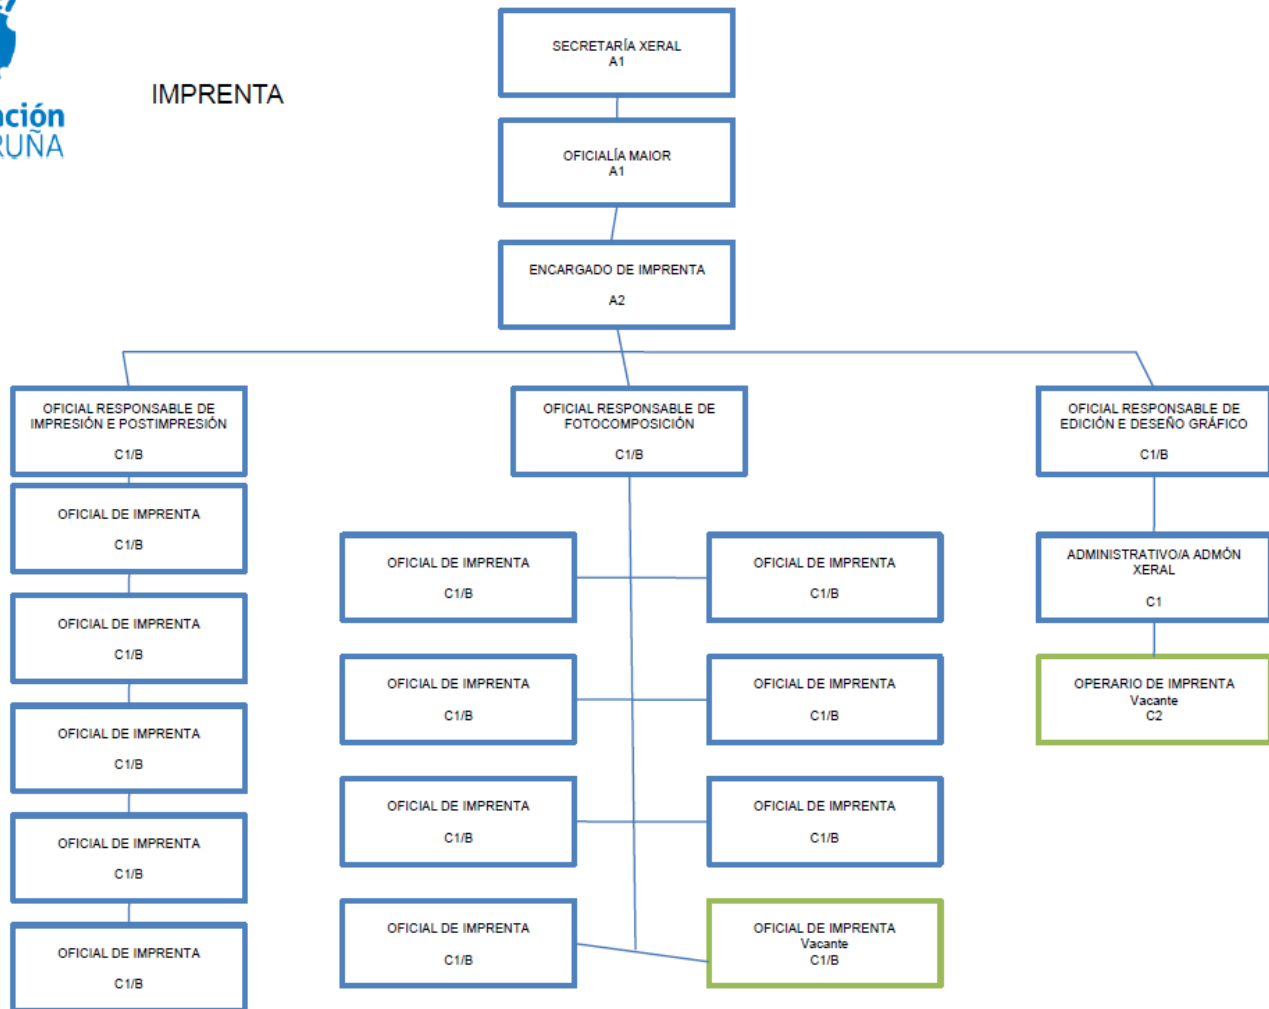 IMPRENTA
SECRETARÍA XERAL
A1
OFICIALÍA MAIOR
A1
ENCARGADO DE IMPRENTA
A2
OFICIAL RESPONSABLE DE
IMPRESIÓN E POSTIMPRESIÓN
C1/B
OFICIAL DE IMPRENTA
C1/B
OFICIAL DE IMPRENTA
C1/B
OFICIAL DE IMPRENTA
C1/B
OFICIAL DE IMPRENTA
C1/B
OFICIAL DE IMPRENTA
C1/B
OFICIAL RESPONSABLE DE
FOTOCOMPOSICIÓN
C1/B
OFICIAL DE IMPRENTA
C1/B
OFICIAL DE IMPRENTA
C1/B
OFICIAL DE IMPRENTA
C1/B
OFICIAL DE IMPRENTA
C1/B
OFICIAL DE IMPRENTA
C1/B
OFICIAL DE IMPRENTA
C1/B
OFICIAL DE IMPRENTA
C1/B
OFICIAL DE IMPRENTA
Vacante
C1/B
OFICIAL RESPONSABLE DE
EDICIÓN E DESEÑO GRÁFICO
C1/B
ADMINISTRATIVO/A ADMÓN
XERAL
C1
OPERARIO DE IMPRENTA
Vacante
C2